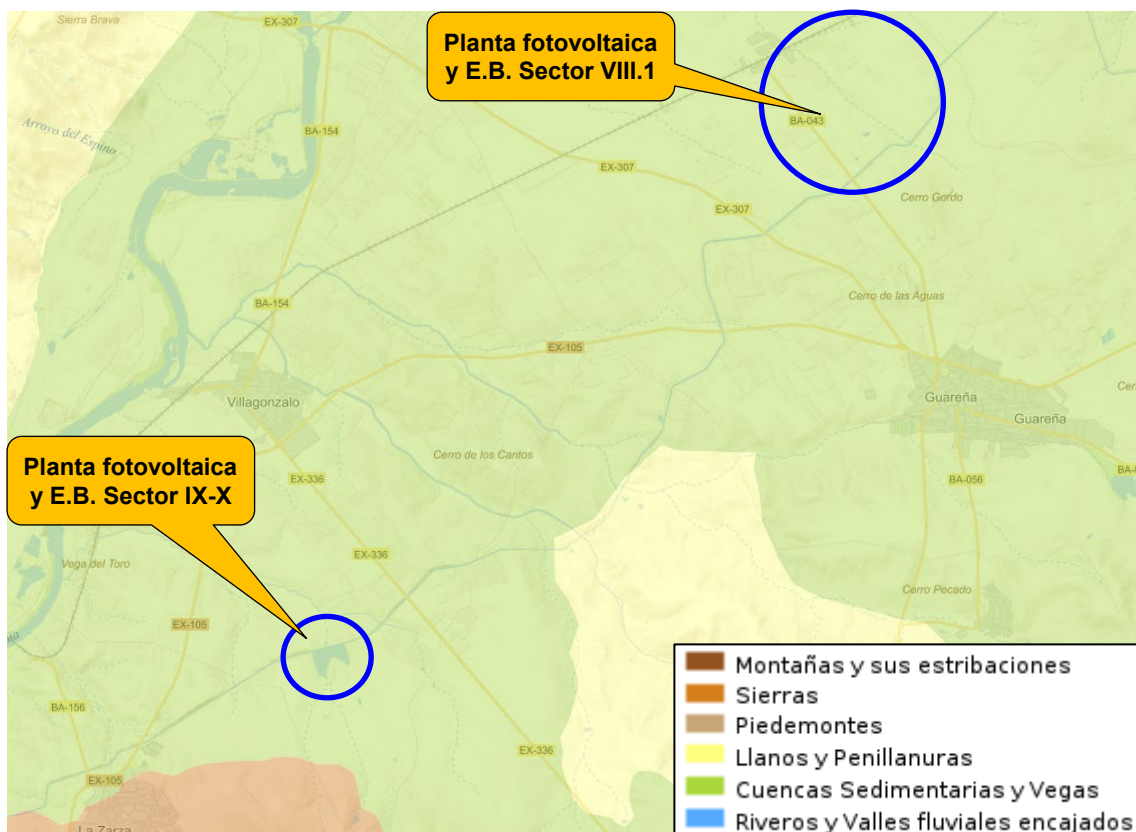 Sierra Brava
EX-307
Planta fotovoltaica
y E.B. Sector VIII.1
Arroyo del Espino
BA-154
BA-043
EX-307
EX-307
Cerro Gordo
Cerro de las Aguas
BA-154
EX-105
Villagonzalo
Guareña
Guareña
Planta fotovoltaica
y E.B. Sector IX-X
Cerro de los Cantos
EX-336
BA-056
EX-336
Vega del Toro
Cerro Pecado
EX-105
BA-156
EX-336
EX-105
La Zarza
Montañas y sus estribaciones
Sierras
Piedemontes
Llanos y Penillanuras
Cuencas Sedimentarias y Vegas
Riveros y Valles fluviales encajados